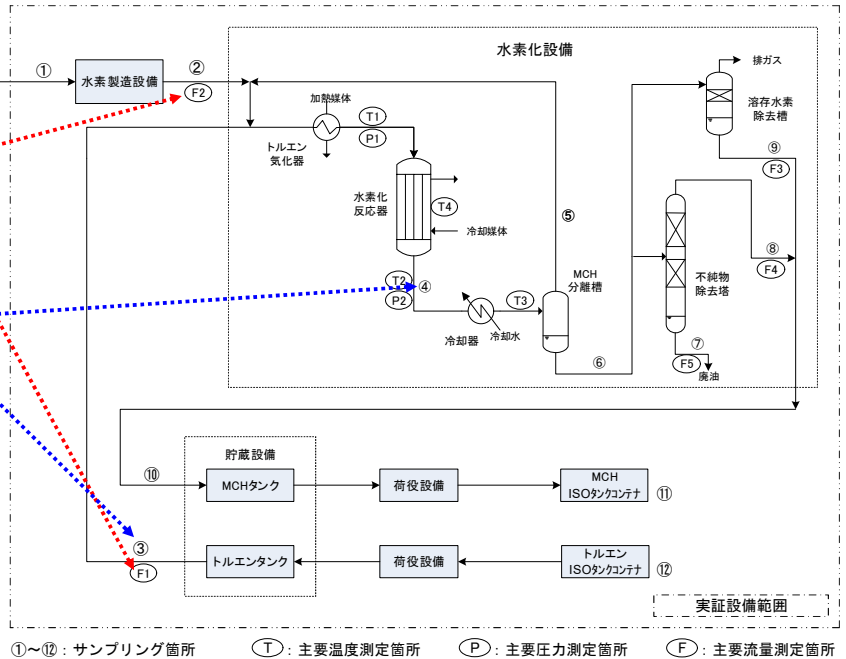 水素化設備
①
水素製造設備
②
F2
加熱媒体
トルエン
気化器
T1
P1
水素化
反応器
T4
冷却媒体
T2
P2
④
冷却器
冷却水
T3
MCH
分離槽
⑤
⑥
排ガス
溶存水素
除去槽
⑨
F3
⑧
F4
不純物
除去塔
⑦
F5
廃油
貯蔵設備
⑩
MCHタンク
荷役設備
MCH
ISOタンクコンテナ
⑪
③
F1
トルエンタンク
荷役設備
トルエン
ISOタンクコンテナ
⑫
実証設備範囲
①~⑫:サンプリング箇所
T:主要温度測定箇所
P:主要圧力測定箇所
F:主要流量測定箇所